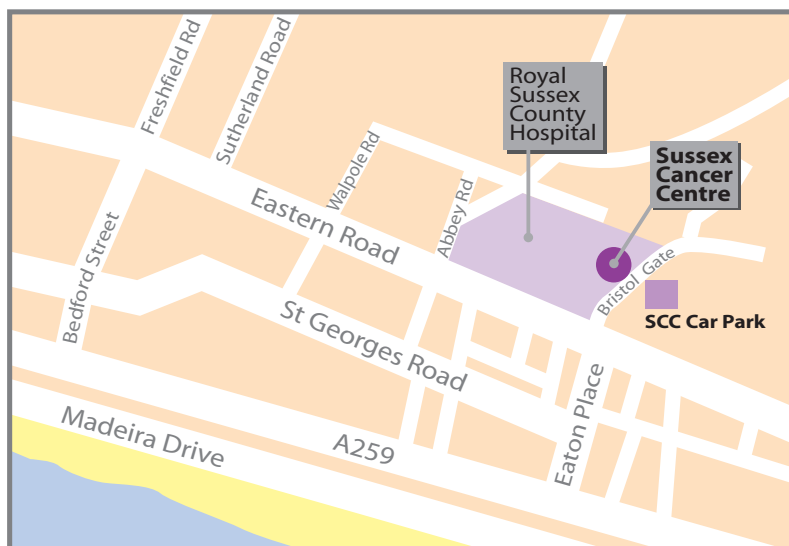 Freshfield Rd
Sutherland Road
Royal
Sussex
County
Hospital
Sussex
Cancer
Centre
Walpole Rd
Abbey Rd
Eastern Road
Bedford Street
Bristol Gate
St Georges Road
SCC Car Park
Eaton Place
Madeira Drive
A259